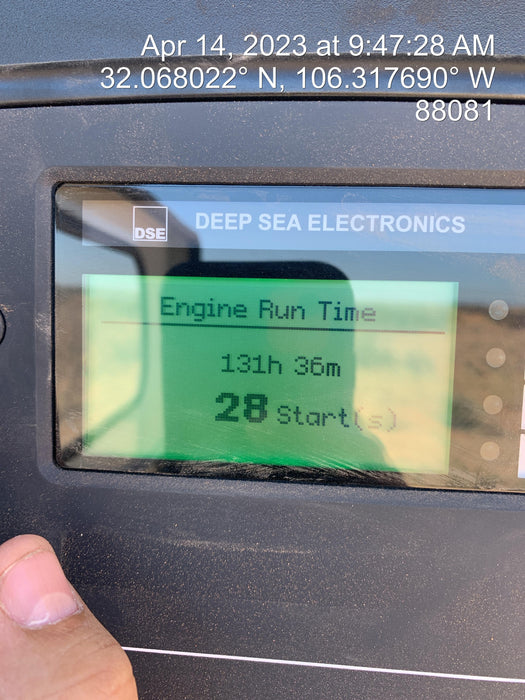 Apr 14, 2023 at 9:47:28 AM
32.068022° N, 106.317690° W
88081
DSE DEEP SEA ELECTRONICS
Engine Run Time
131h 36m
28 Start(s)